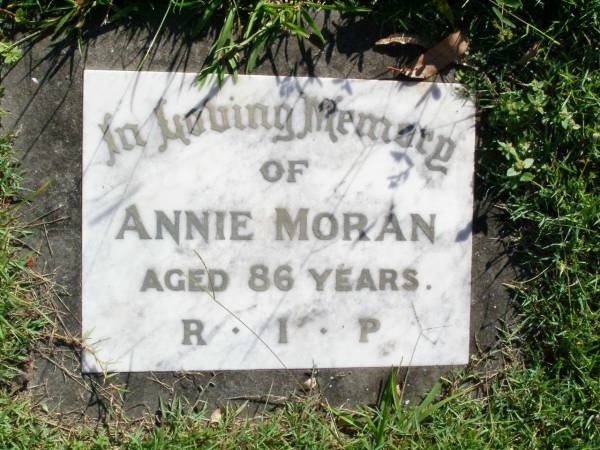 In Loving Memory
OF
ANNIE MORAN
AGED 86 YEARS.
R · I · P